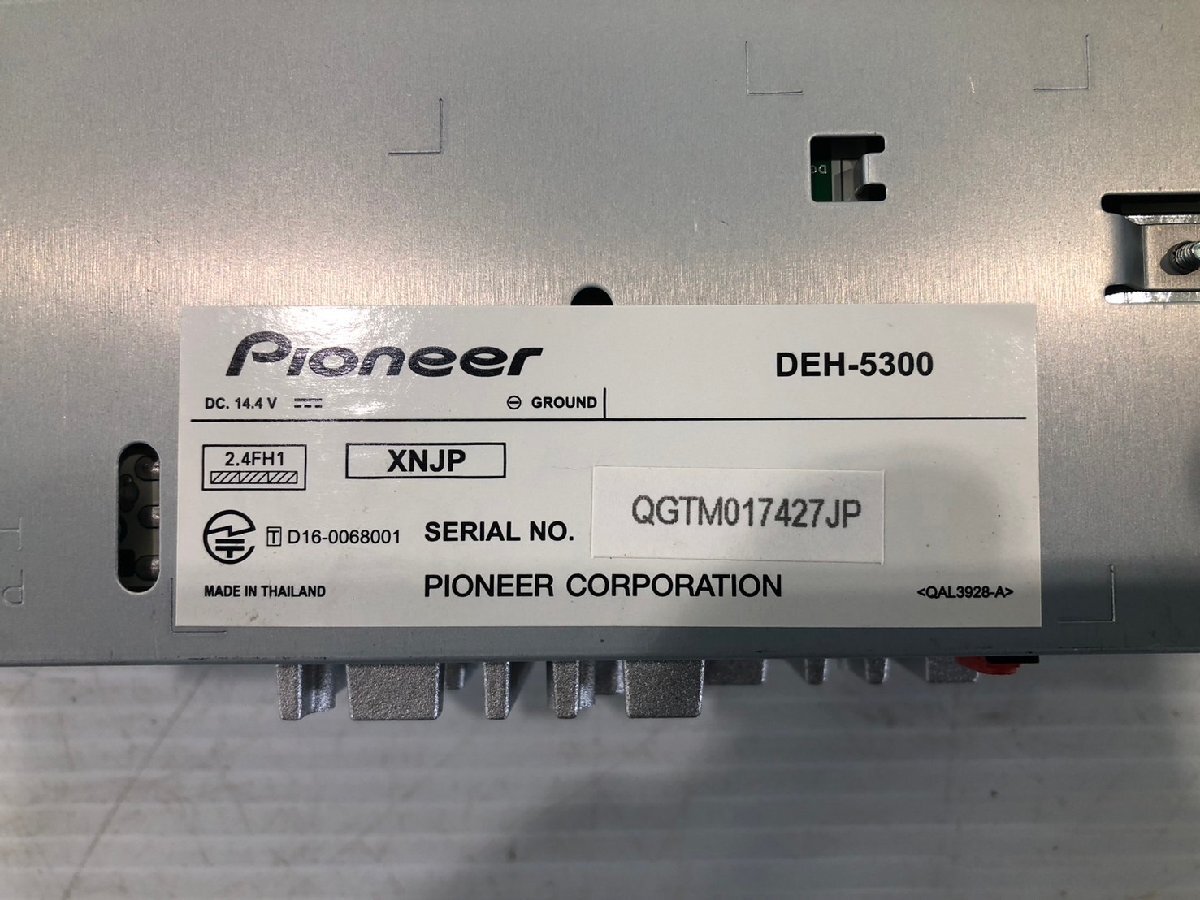 Pioneer
DEH-5300
DC. 14.4 V
GROUND
2.4FH1
XNJP
T D16-0068001
SERIAL NO.
QGTM017427JP
MADE IN THAILAND
PIONEER CORPORATION
<QAL3928-A>